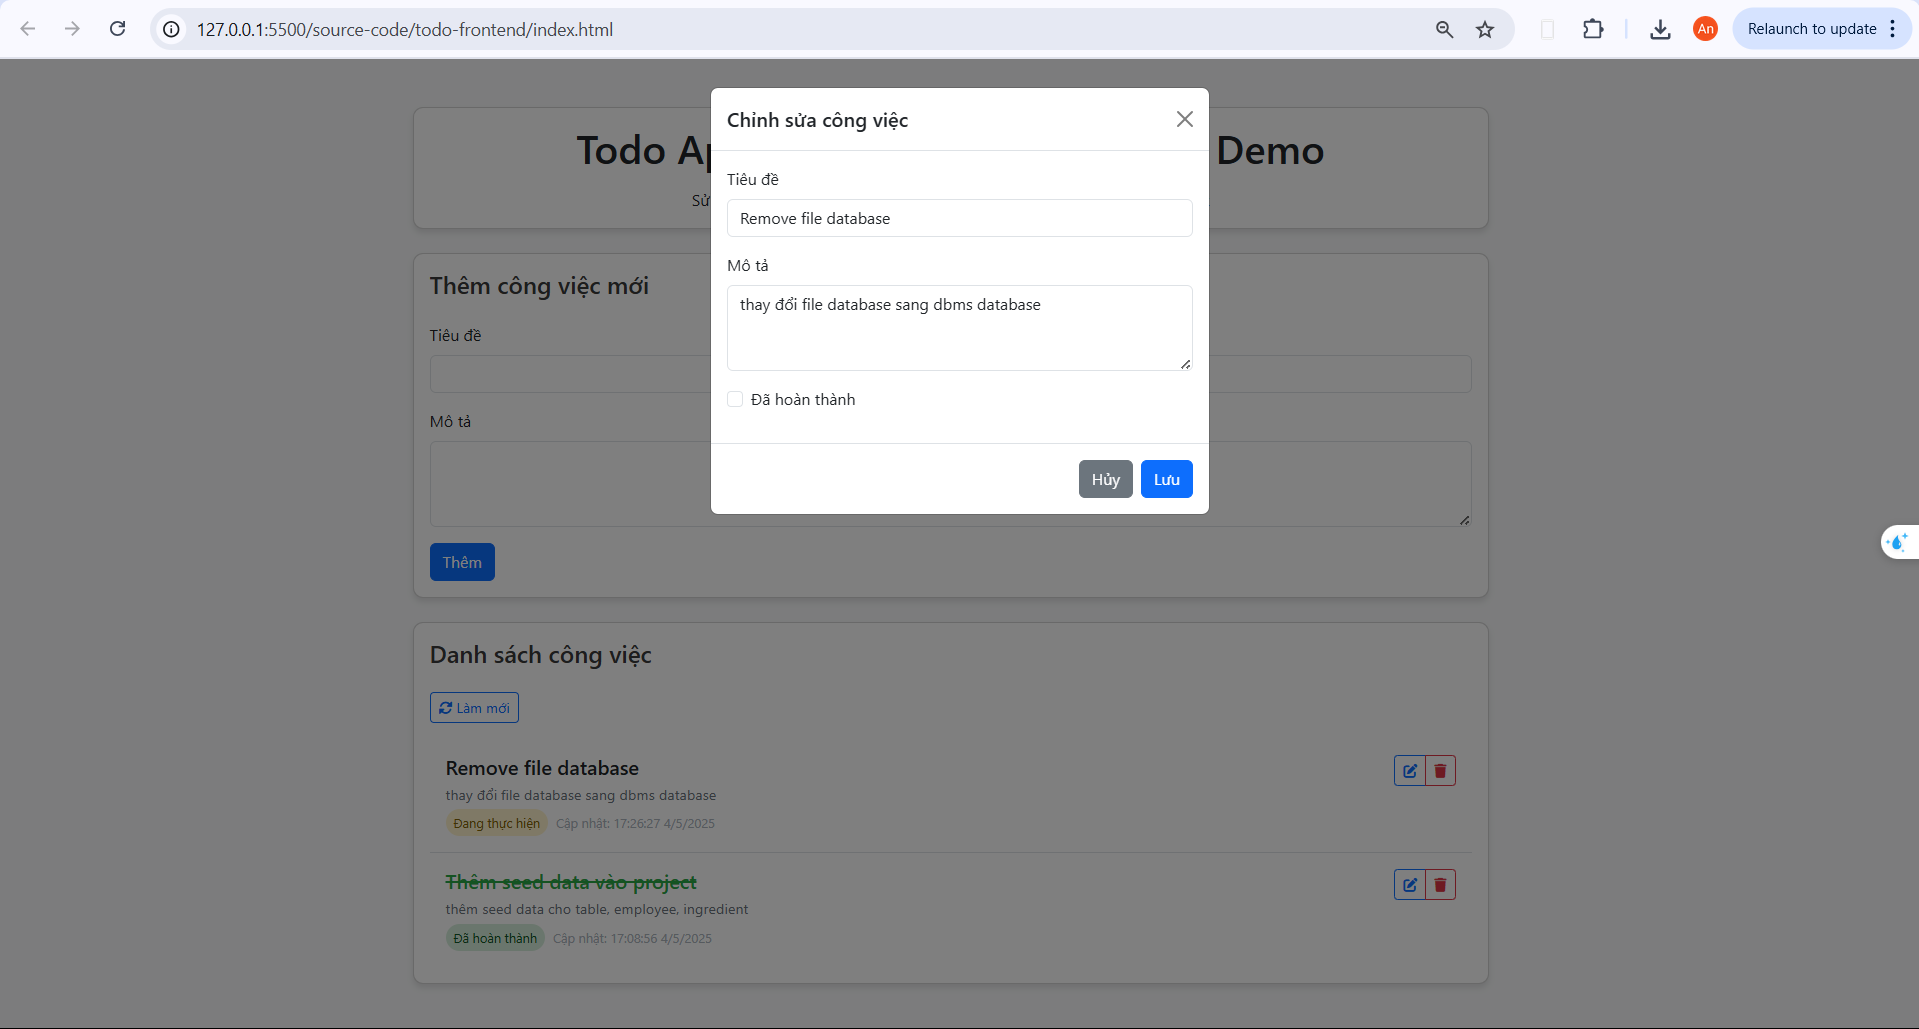 127.0.0.1:5500/source-code/todo-frontend/index.html
An
Relaunch to update
Todo
Demo
Chỉnh sửa công việc
Tiêu đề
Remove file database
Mô tả
thay đổi file database sang dbms database
Đã hoàn thành
Hủy
Lưu
Thêm công việc mới
Tiêu đề
Mô tả
Thêm
Danh sách công việc
Làm mới
Remove file database
thay đổi file database sang dbms database
Đang thực hiện Cập nhật: 17:26:27 4/5/2025
Thêm seed data vào project
thêm seed data cho table, employee, ingredient
Đã hoàn thành Cập nhật: 17:08:56 4/5/2025